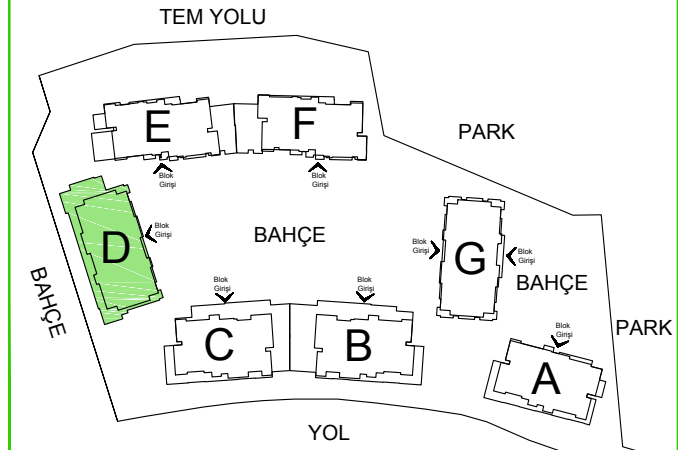 TEM YOLU
E
F
PARK
Blok
Girişi
Blok
Girişi
D
Blok
Girişi
BAHÇE
Blok
Girişi
G
Blok
Girişi
BAHÇE
BAHÇE
Blok
Girişi
Blok
Girişi
C
B
Blok
Girişi
PARK
A
YOL